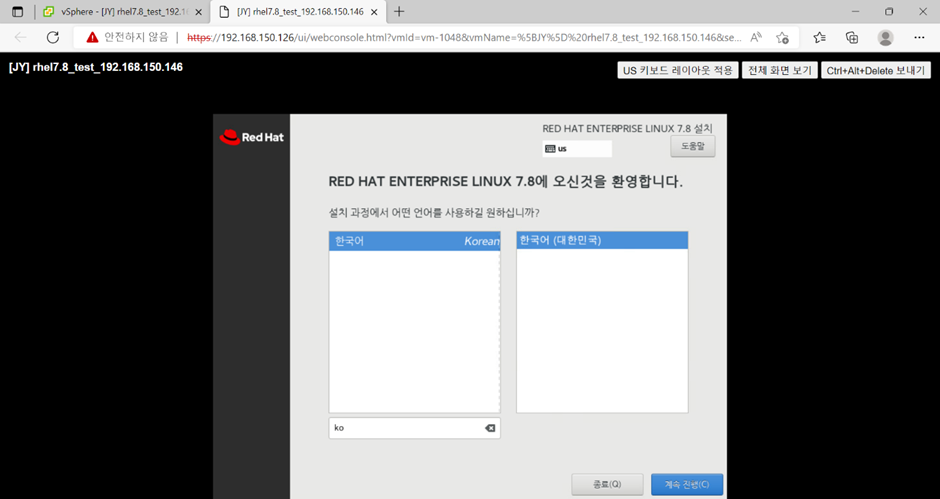 vSphere - [JY] rhel7.8_test_192.16
[JY] rhel7.8_test_192.168.150.146
안전하지 않음
https://192.168.150.126/ui/webconsole.html?vmId=vm-1048&vmName=%5BJY%5D%20rhel7.8_test_192.168.150.146&se...
[JY] rhel7.8_test_192.168.150.146
US 키보드 레이아웃 적용
전체 화면 보기
Ctrl+Alt+Delete 보내기
Red Hat
RED HAT ENTERPRISE LINUX 7.8 설치
us
도움말
RED HAT ENTERPRISE LINUX 7.8에 오신것을 환영합니다.
설치 과정에서 어떤 언어를 사용하길 원하십니까?
한국어 Korean
한국어 (대한민국)
ko
종료(Q)
계속 진행(C)